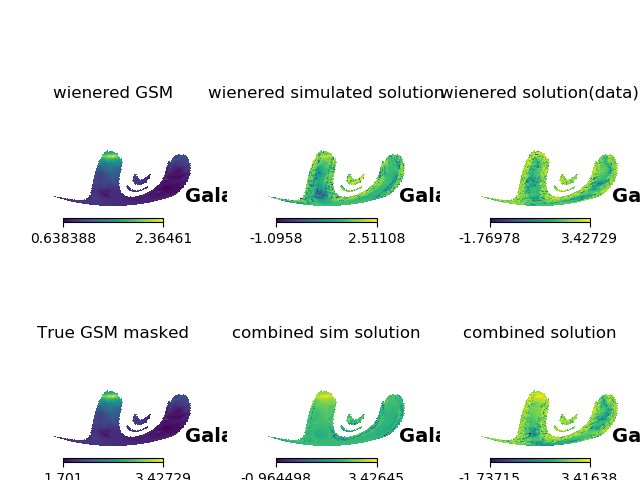 wienered GSM
wienered simulated solution
wienered solution(data)
Gala
Gala
Ga
0.638388 2.36461
-1.0958 2.51108
-1.76978 3.42729
True GSM masked
combined sim solution
combined solution
Gala
Gala
Ga
1.701 3.42729
-0.964498 3.42645
-1.73715 3.41638